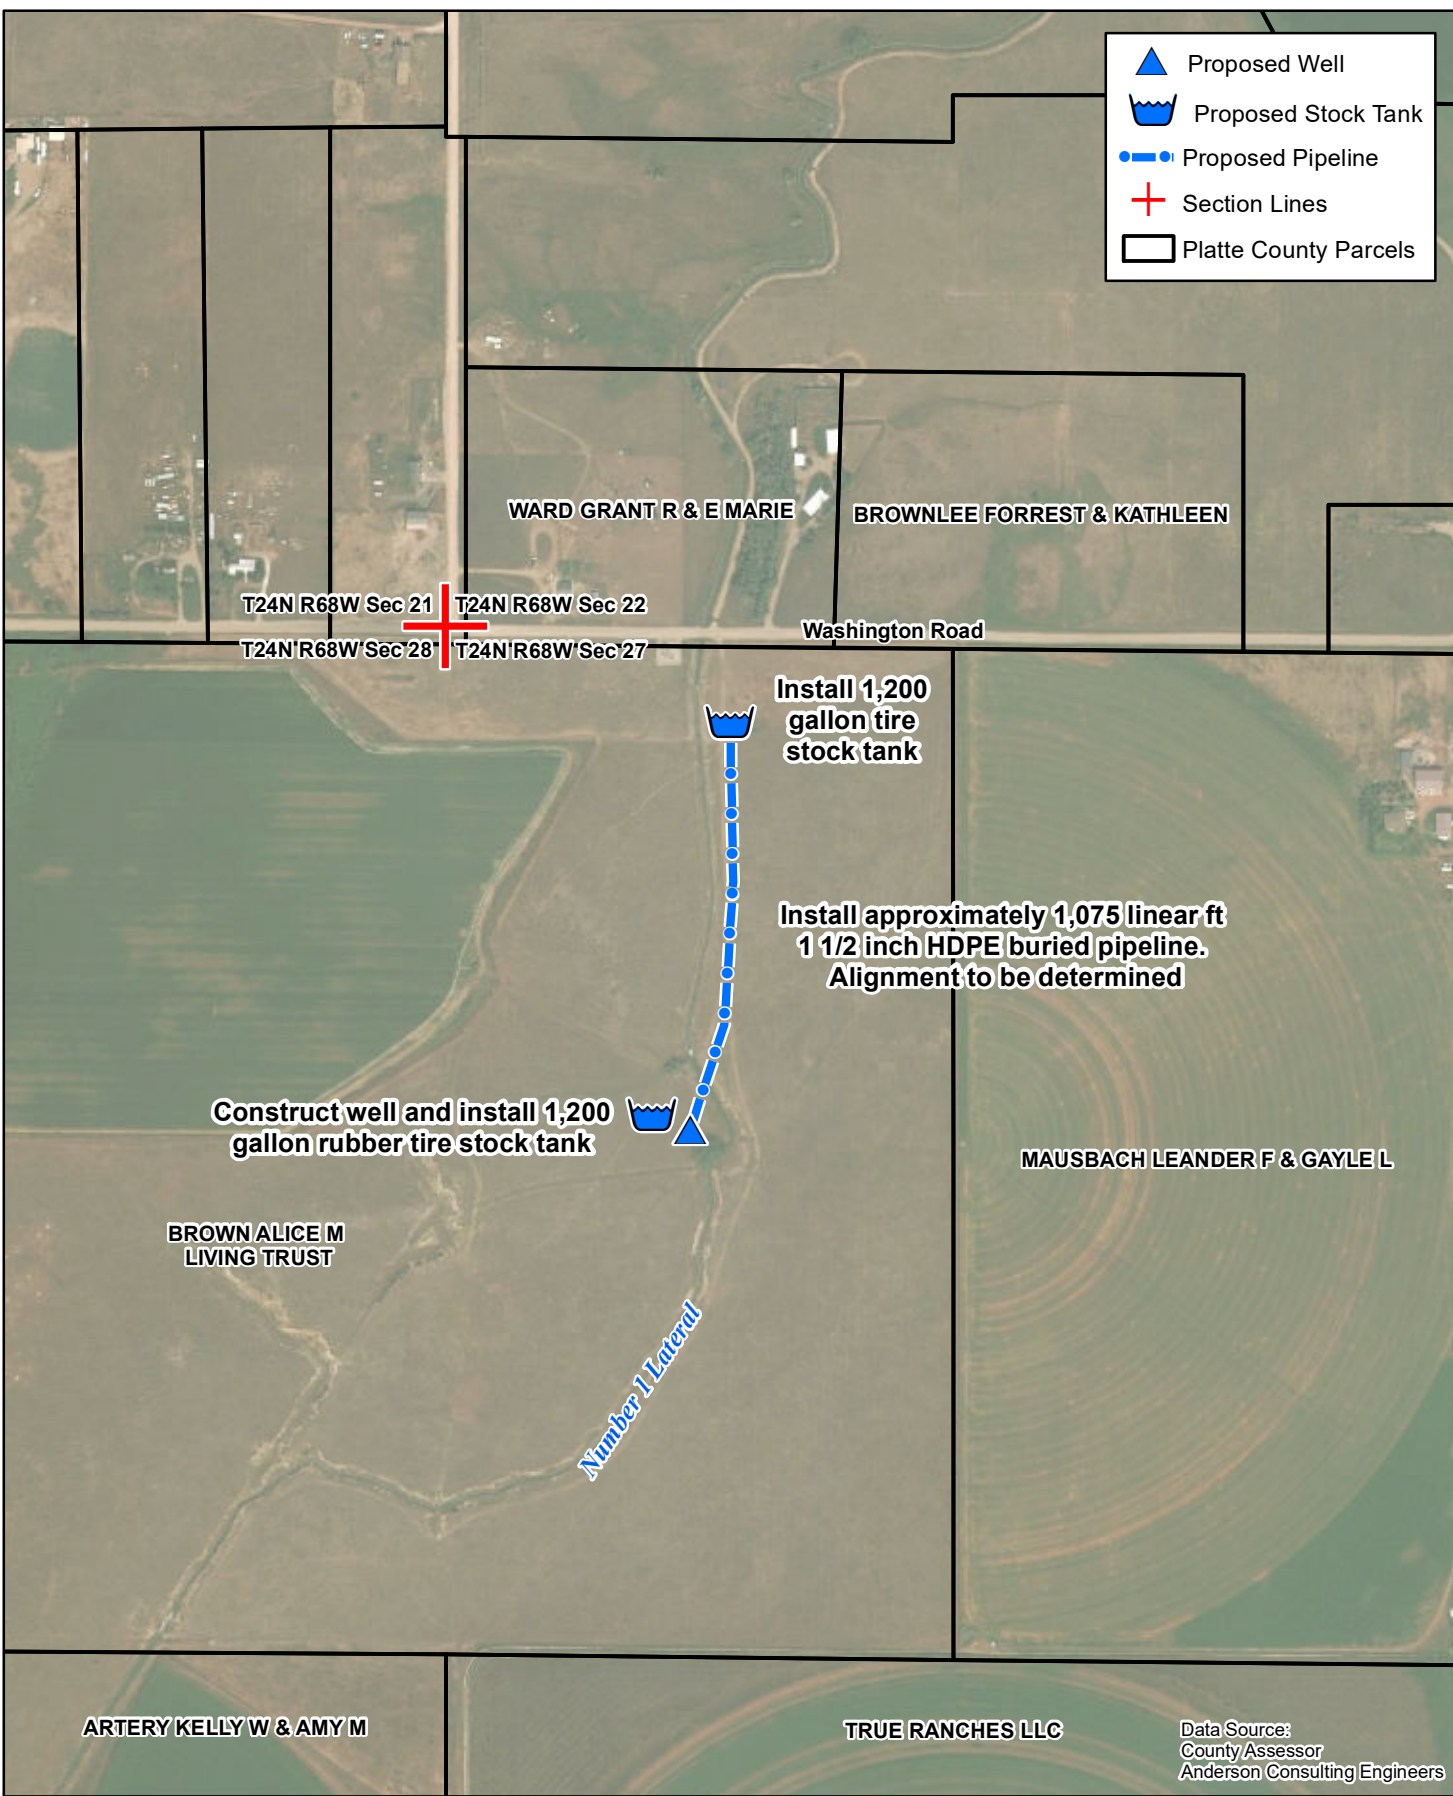 Proposed Well
Proposed Stock Tank
Proposed Pipeline
Section Lines
Platte County Parcels
WARD GRANT R & E MARIE
BROWNLEE FORREST & KATHLEEN
T24N R68W Sec 21
T24N R68W Sec 22
Washington Road
T24N R68W Sec 28
T24N R68W Sec 27
Install 1,200
gallon tire
stock tank
Install approximately 1,075 linear ft
1 1/2 inch HDPE buried pipeline.
Alignment to be determined
Construct well and install 1,200
gallon rubber tire stock tank
MAUSBACH LEANDER F & GAYLE L
BROWN ALICE M
LIVING TRUST
Number 1 Lateral
ARTERY KELLY W & AMY M
TRUE RANCHES LLC
Data Source:
County Assessor
Anderson Consulting Engineers